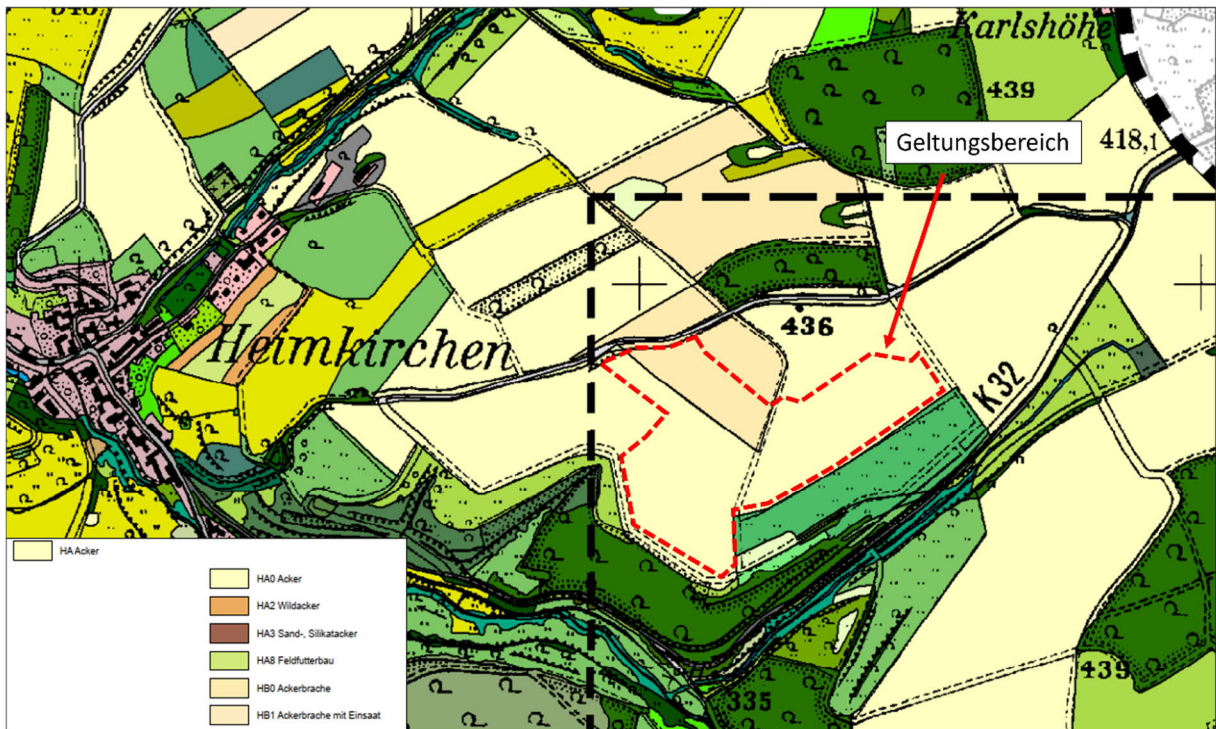 Karlshöhe
439
418,1
Geltungsbereich
Heimkirchen
436
K32
HA Acker
HA0 Acker
HA2 Wildacker
HA3 Sand-, Silikatacker
HA8 Feldfutterbau
HB0 Ackerbrache
HB1 Ackerbrache mit Einsaat
335
439